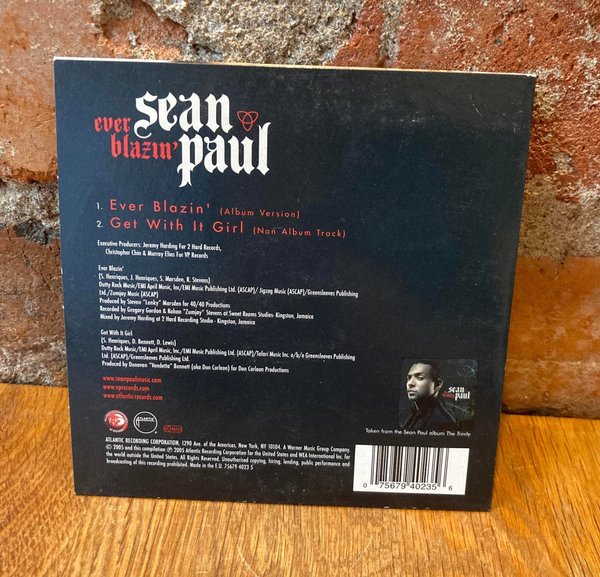 sean paul
ever blazin'
1. Ever Blazin' (Album Version)
2. Get With It Girl (Non Album Track)
Executive Producers: Jeremy Harding For 2 Hard Records,
Christopher Chin & Murray Elias For VP Records
Ever Blazin'
(S. Henriques, J. Henriques, S. Marsden, R. Stevens)
Dutty Rock Music/EMI April Music, Inc/EMI Music Publishing Ltd. (ASCAP)/ Jigzag Music (ASCAP)/Greensleeves Publishing
Ltd./Zumjay Music (ASCAP)
Produced by Steven "Lenky" Marsden for 40/40 Productions
Recorded by Gregory Gordon & Rohan "Zumjay" Stevens at Sweet Rooms Studios- Kingston, Jamaica
Mixed by Jeremy Harding at 2 Hard Recording Studio - Kingston, Jamaica
Get With It Girl
(S. Henriques, D. Bennett, D. Lewis)
Dutty Rock Music/EMI April Music, Inc./EMI Music Publishing Ltd. (ASCAP)/Tafari Music Inc. o/b/o Greensleeves Publishing
Ltd. (ASCAP)/Greensleeves Publishing Ltd.
Produced by Donovan "Vendetta" Bennett (aka Don Corleon) for Don Corleon Productions
www.seanpaulmusic.com
www.vprecords.com
www.atlantic-records.com
VP
ATLANTIC
sean paul
Taken from the Sean Paul album The Trinity
ATLANTIC RECORDING CORPORATION, 1290 Ave. of the Americas, New York, NY 10104. A Warner Music Group Company.
© 2005 and this compilation ℗ 2005 Atlantic Recording Corporation for the United States and WEA International Inc. for
the world outside the United States. All Rights Reserved. Unauthorised copying, hiring, lending, public performance and
broadcasting of this recording prohibited. Made in the E.U. 75679 4023 5
0 75679 40235 6